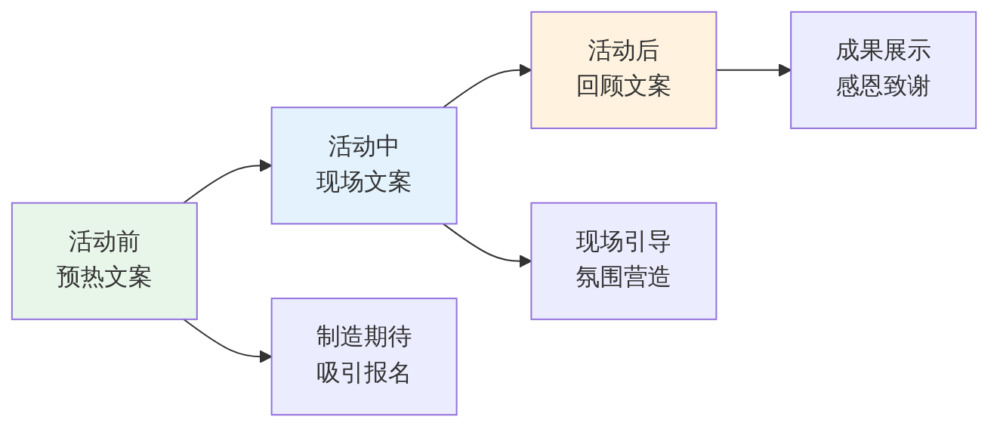 活动前
预热文案
活动中
现场文案
制造期待
吸引报名
活动后
回顾文案
现场引导
氛围营造
成果展示
感恩致谢